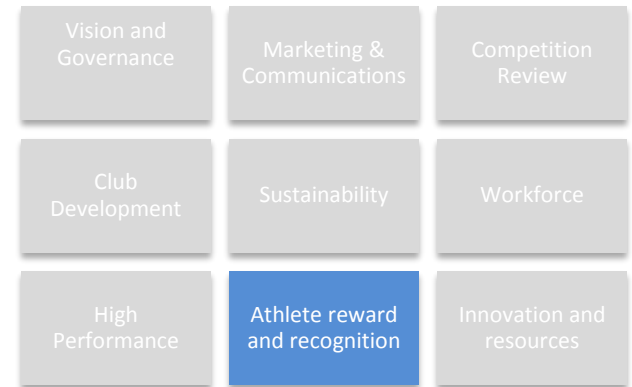 Vision and
Governance
Marketing &
Communications
Competition
Review
Club
Development
Sustainability
Workforce
High
Performance
Athlete reward
and recognition
Innovation and
resources